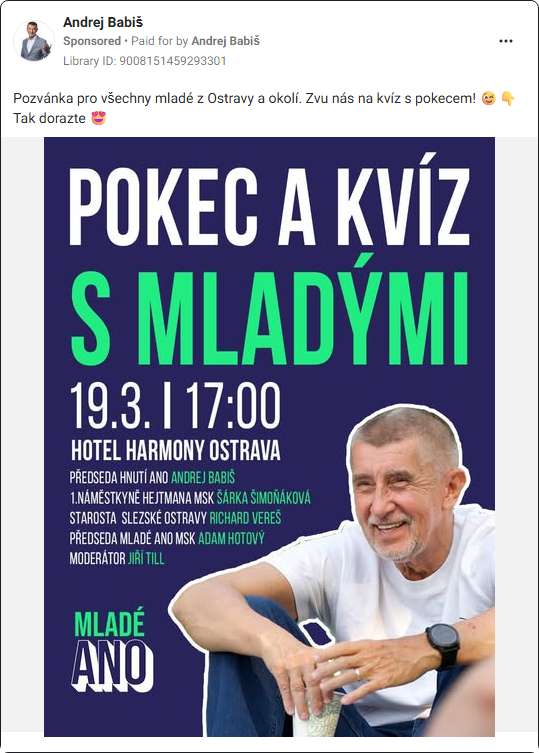 Andrej Babiš
Sponsored • Paid for by Andrej Babiš
Library ID: 9008151459293301
Pozvánka pro všechny mladé z Ostravy a okolí. Zvu nás na kvíz s pokecem! 😊 👇
Tak dorazte 😍
POKEC A KVÍZ
S MLADÝMI
19.3. | 17:00
HOTEL HARMONY OSTRAVA
PŘEDSEDA HNUTÍ ANO ANDREJ BABIŠ
1.NÁMĚSTKYNĚ HEJTMANA MSK ŠÁRKA ŠIMOŇÁKOVÁ
STAROSTA SLEZSKÉ OSTRAVY RICHARD VEREŠ
PŘEDSEDA MLADÉ ANO MSK ADAM HOTOVÝ
MODERÁTOR JIŘÍ TILL
MLADÉ
ANO